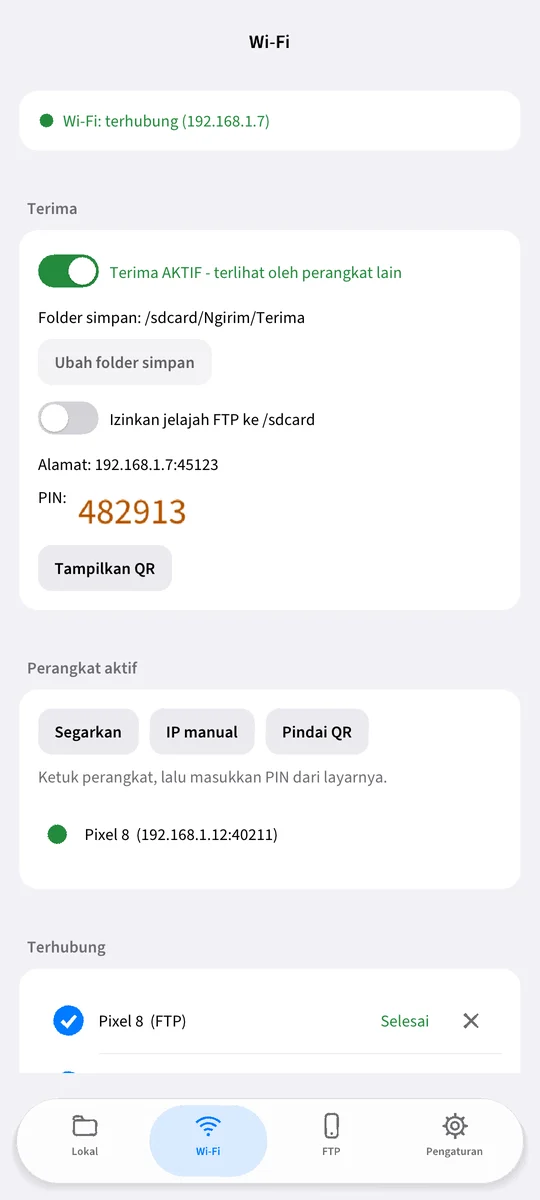 Wi-Fi
Wi-Fi: terhubung (192.168.1.7)
Terima
Terima AKTIF - terlihat oleh perangkat lain
Folder simpan: /sdcard/Ngirim/Terima
Ubah folder simpan
Izinkan jelajah FTP ke /sdcard
Alamat: 192.168.1.7:45123
PIN: 482913
Tampilkan QR
Perangkat aktif
Segarkan IP manual Pindai QR
Ketuk perangkat, lalu masukkan PIN dari layarnya.
Pixel 8 (192.168.1.12:40211)
Terhubung
Pixel 8 (FTP) Selesai
Lokal Wi-Fi FTP Pengaturan